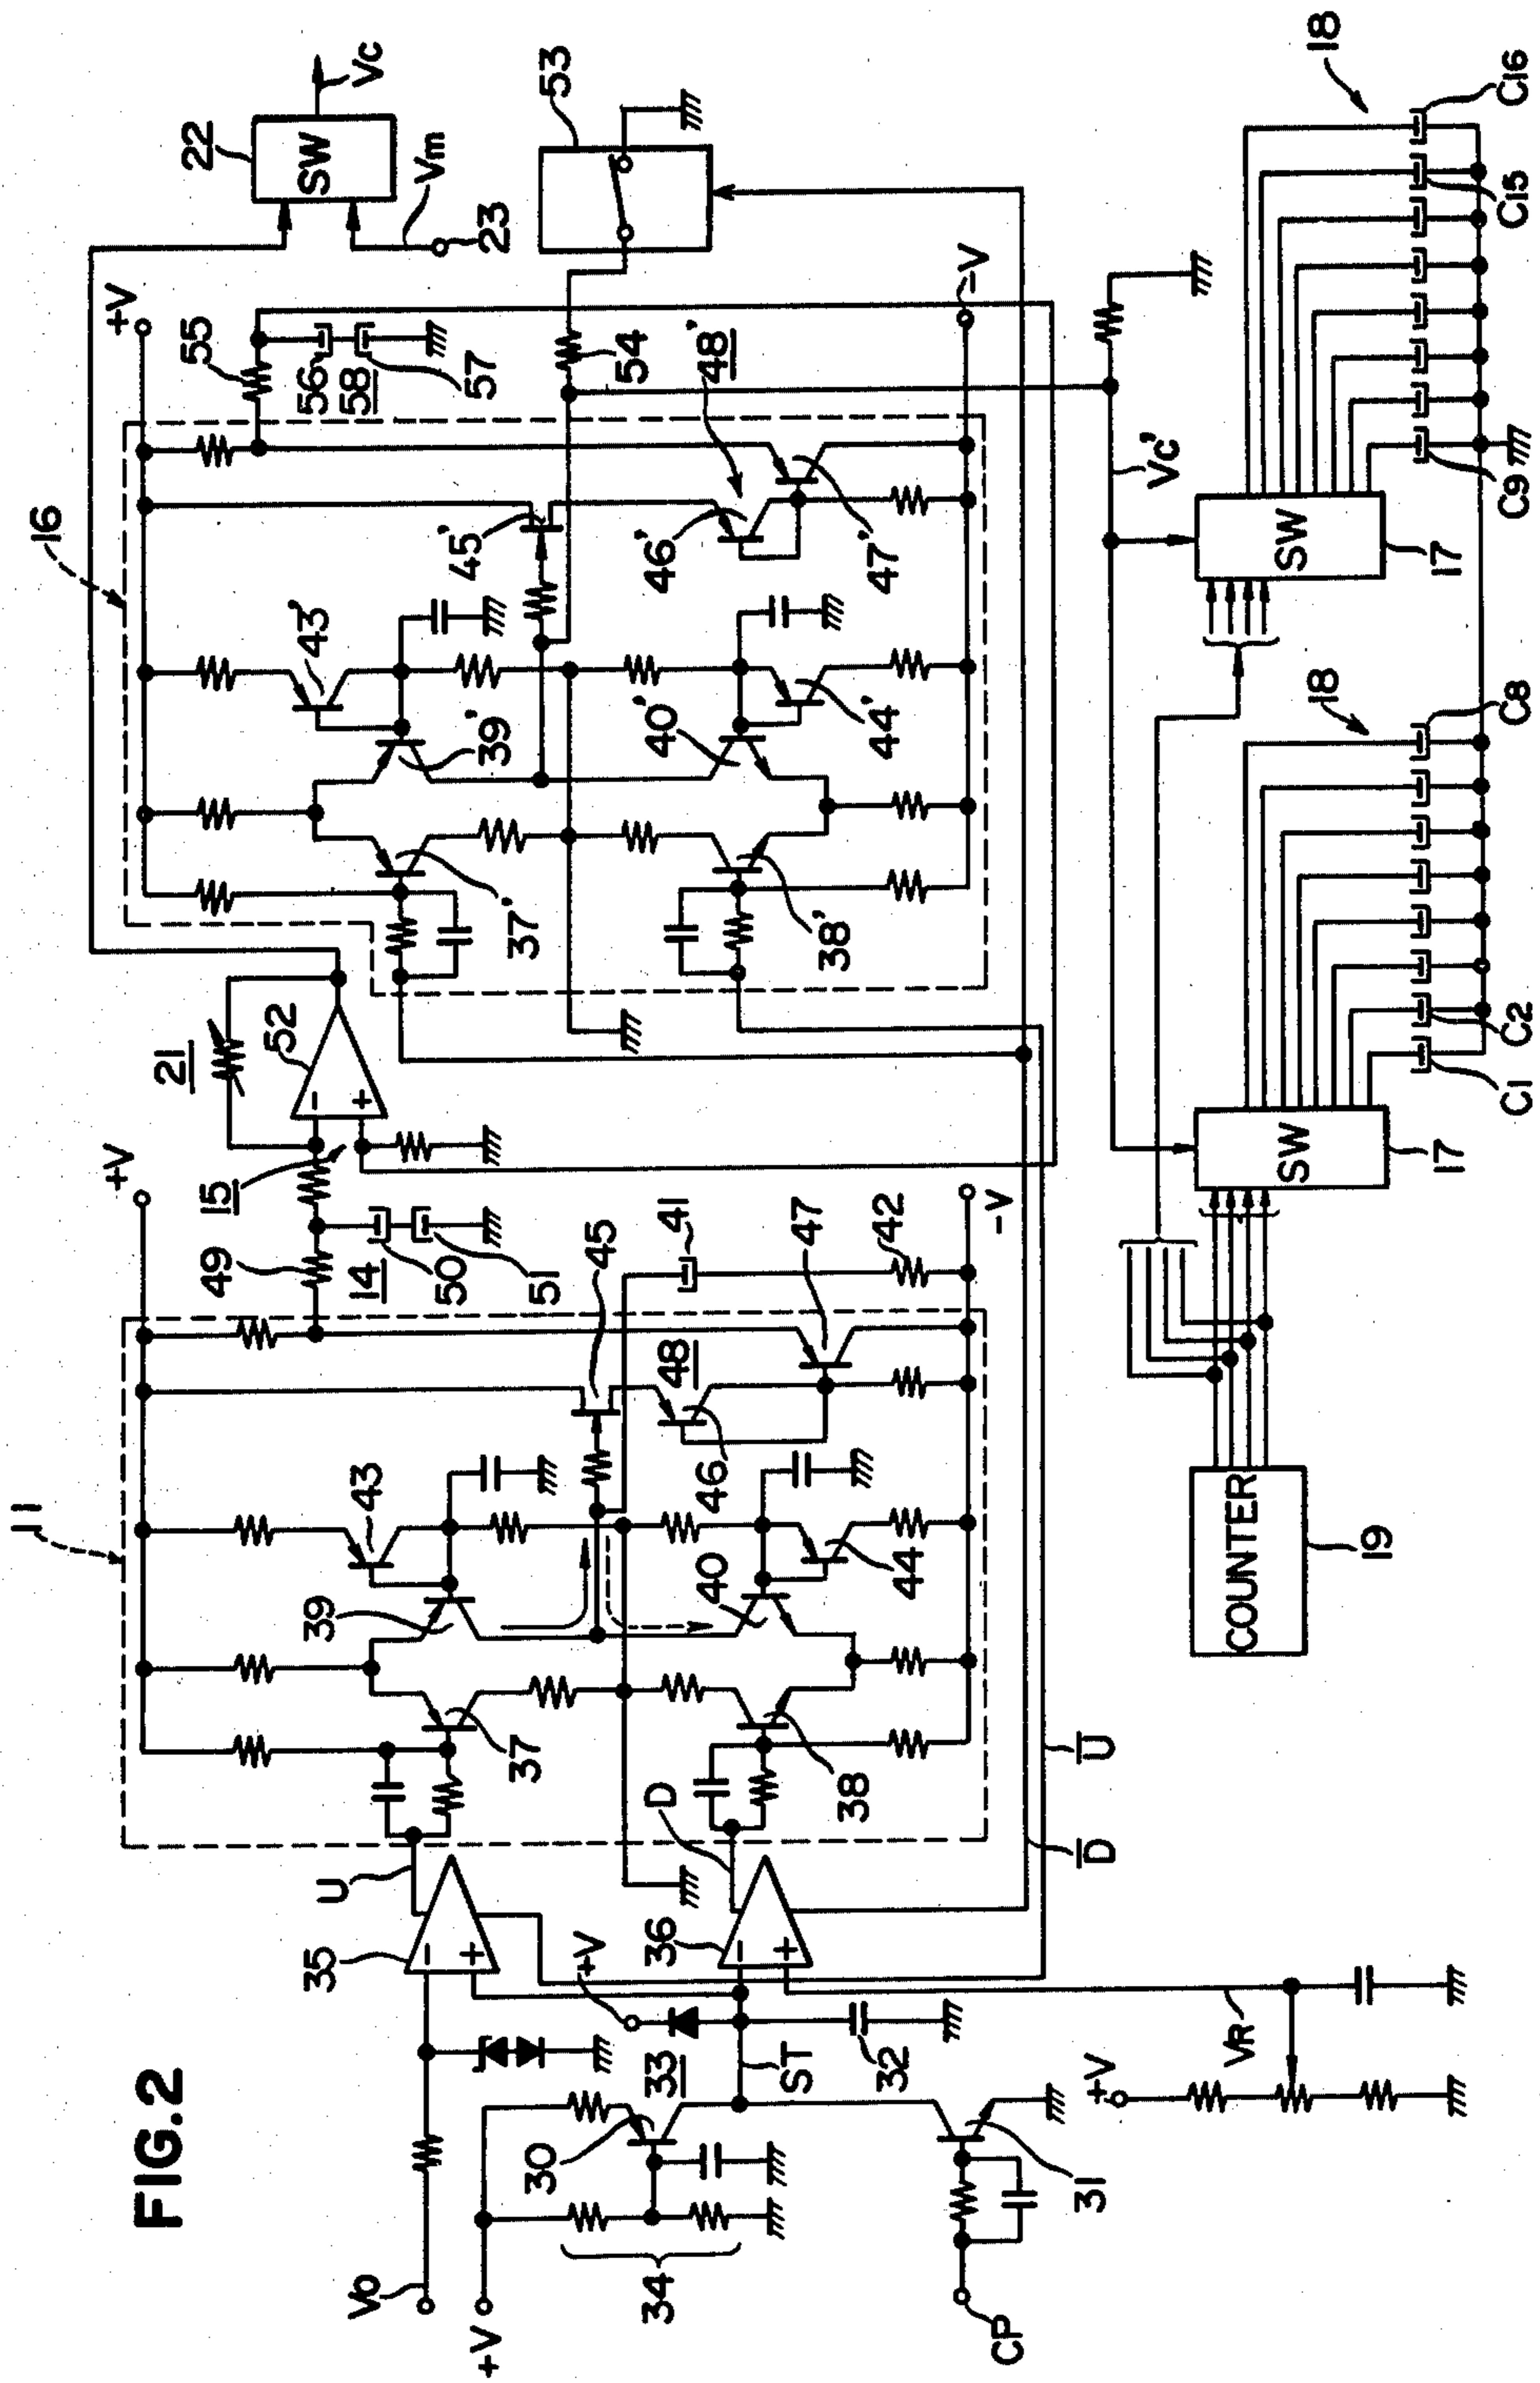 FIG.2
Vo
+V
34
30
33
ST
32
CP
31
+V
VR
35
U
36
+V
D
U
D
11
37
38
39
40
43
44
45
46
47
48
41
42
+V
-V
49
14
50
51
15
21
52
-
+
-
+
-
+
16
37'
38'
39'
40'
43'
44'
45'
46'
47'
48'
+V
-V
55
56
58
57
54
53
22
SW
Vc
Vm
23
COUNTER
19
SW
17
18
C1
C2
C8
Vc'
SW
17
18
C9
C15
C16